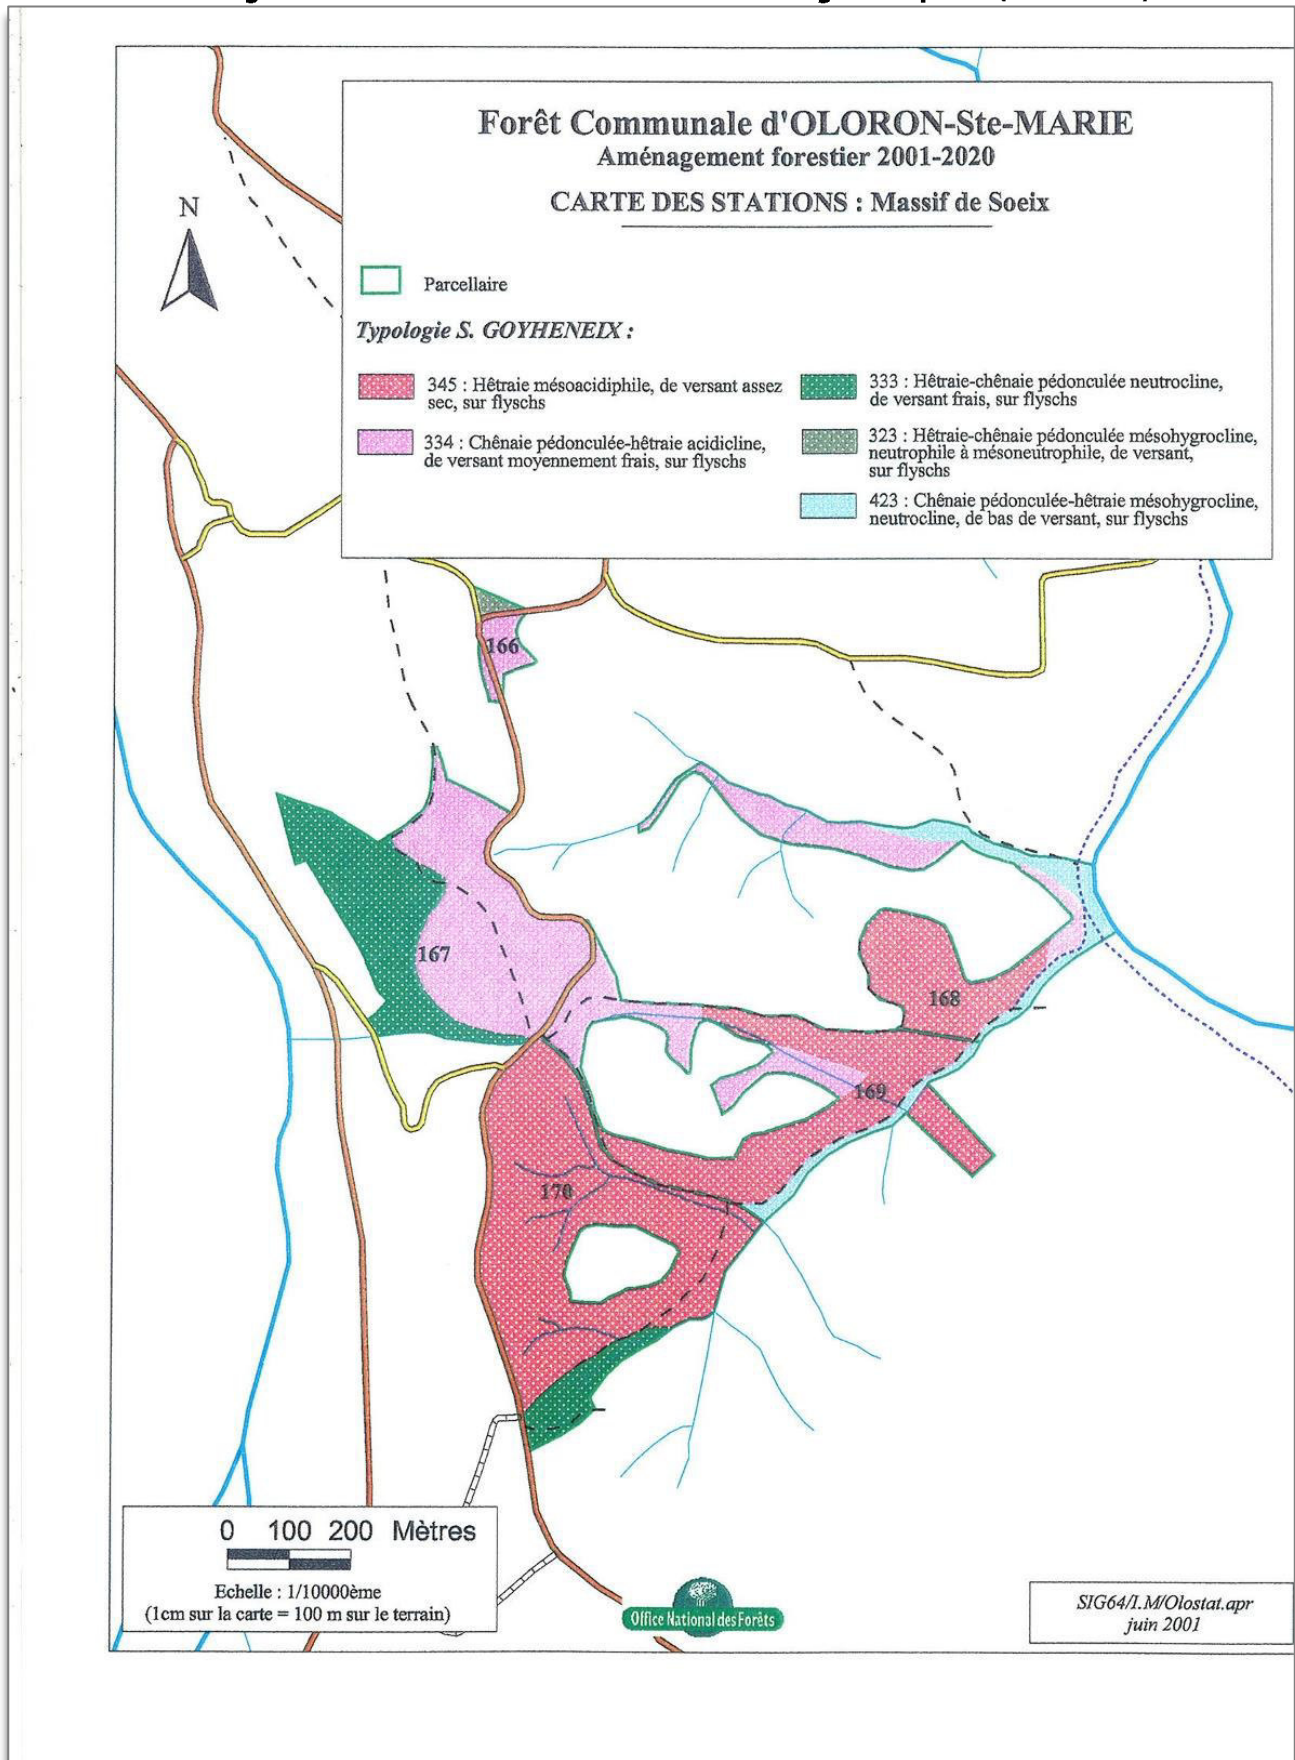 Forêt Communale d'OLORON-Ste-MARIE
Aménagement forestier 2001-2020
CARTE DES STATIONS : Massif de Soeix
N
Parcellaire
Typologie S. GOYHENEIX :
345 : Hêtraie mésoacidiphile, de versant assez
sec, sur flyschs
334 : Chênaie pédonculée-hêtraie acidicline,
de versant moyennement frais, sur flyschs
333 : Hêtraie-chênaie pédonculée neutrocline,
de versant frais, sur flyschs
323 : Hêtraie-chênaie pédonculée mésohygrocline,
neutrophile à mésoneutrophile, de versant,
sur flyschs
423 : Chênaie pédonculée-hêtraie mésohygrocline,
neutrocline, de bas de versant, sur flyschs
166
167
168
169
170
0 100 200 Mètres
Echelle : 1/10000ème
(1cm sur la carte = 100 m sur le terrain)
Office National des Forêts
SIG64/I.M/Olostat.apr
juin 2001